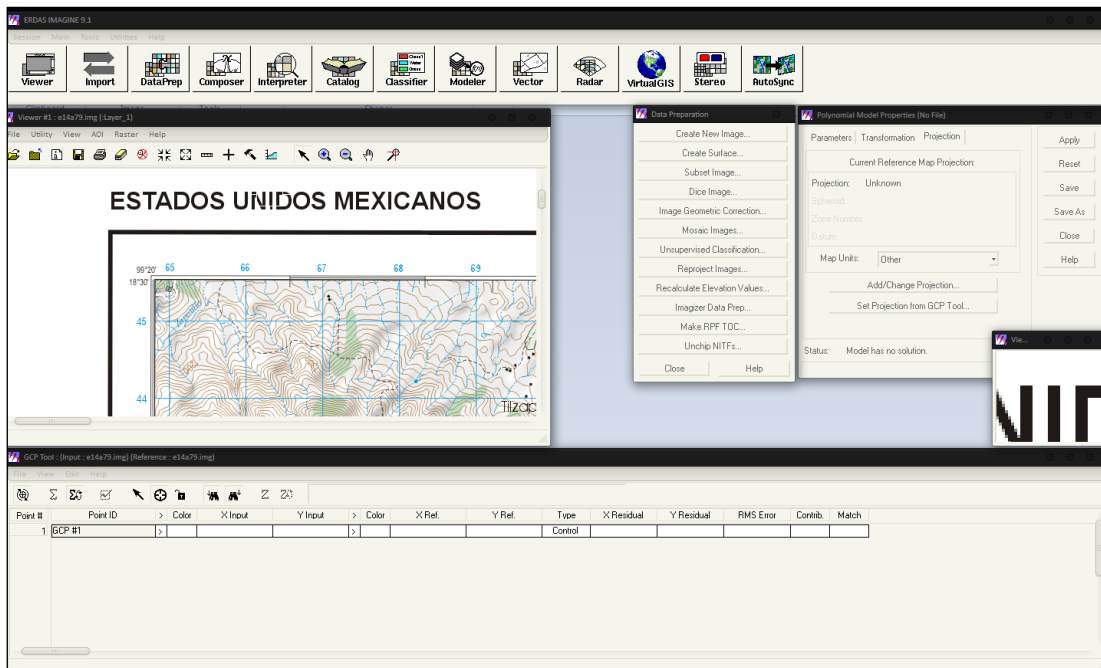 ERDAS IMAGINE 9.1
Session Main Tools Utilities Help
Viewer Import DataPrep Composer Interpreter Catalog Classifier Modeler Vector Radar VirtualGIS Stereo AutoSync
Viewer #1 : e14a79.img (:Layer_1)
File Utility View AOI Raster Help
ESTADOS UNIDOS MEXICANOS
99°20' 65 66 67 68 69
18°30'
45
44
Data Preparation
Create New Image...
Create Surface...
Subset Image...
Dice Image...
Image Geometric Correction...
Mosaic Images...
Unsupervised Classification...
Reproject Images...
Recalculate Elevation Values...
Imagizer Data Prep...
Make RPF TOC...
Unchip NITFs...
Close Help
Polynomial Model Properties (No File)
Parameters Transformation Projection
Current Reference Map Projection:
Projection: Unknown
Spheroid:
Zone Number:
Datum:
Map Units: Other
Add/Change Projection...
Set Projection from GCP Tool...
Status: Model has no solution.
Apply
Reset
Save
Save As
Close
Help
Vie...
GCP Tool : (Input : e14a79.img) (Reference : e14a79.img)
File View Edit Help
Point # Point ID > Color X Input Y Input > Color X Ref. Y Ref. Type X Residual Y Residual RMS Error Contrib. Match
1 GCP #1 > > Control